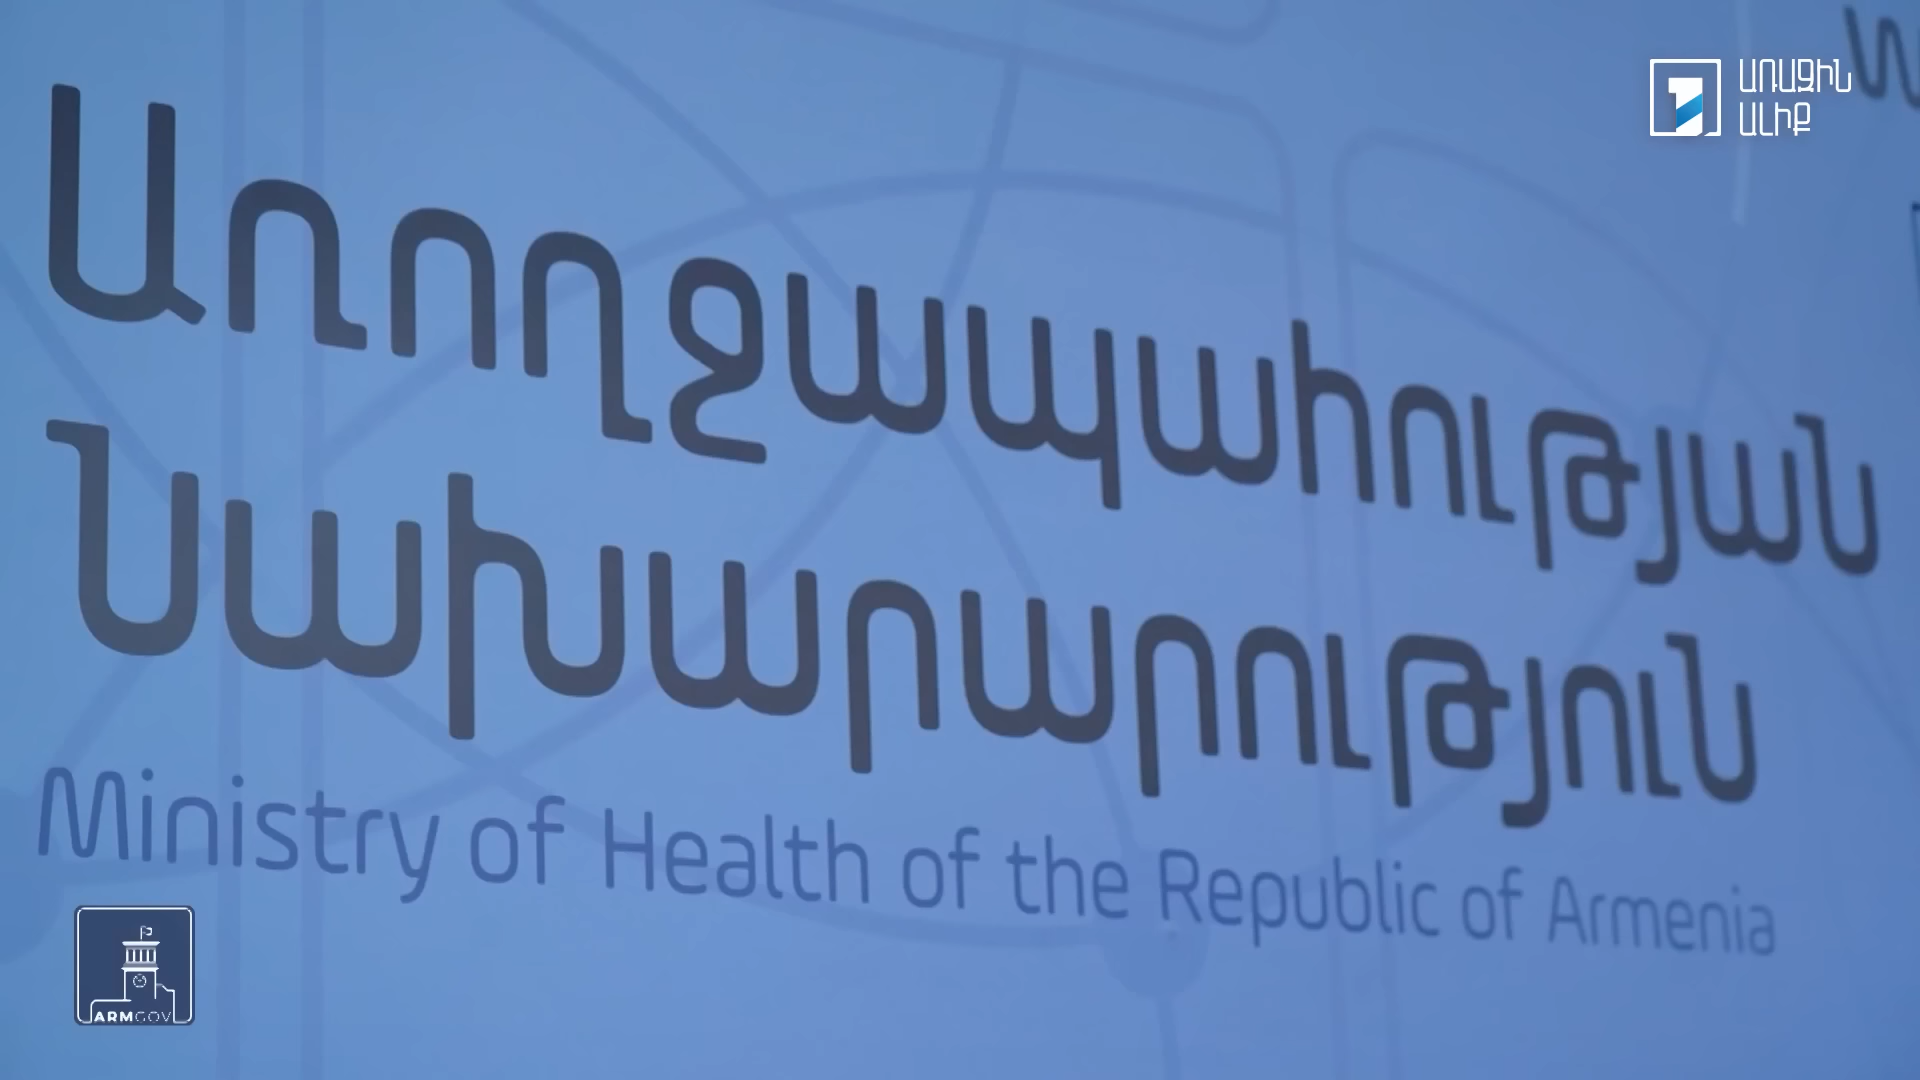 ԱՌԱՋԻՆ
ԱԼԻՔ
Առողջապահության
Նախարարություն
Ministry of Health of the Republic of Armenia
ARMGOV